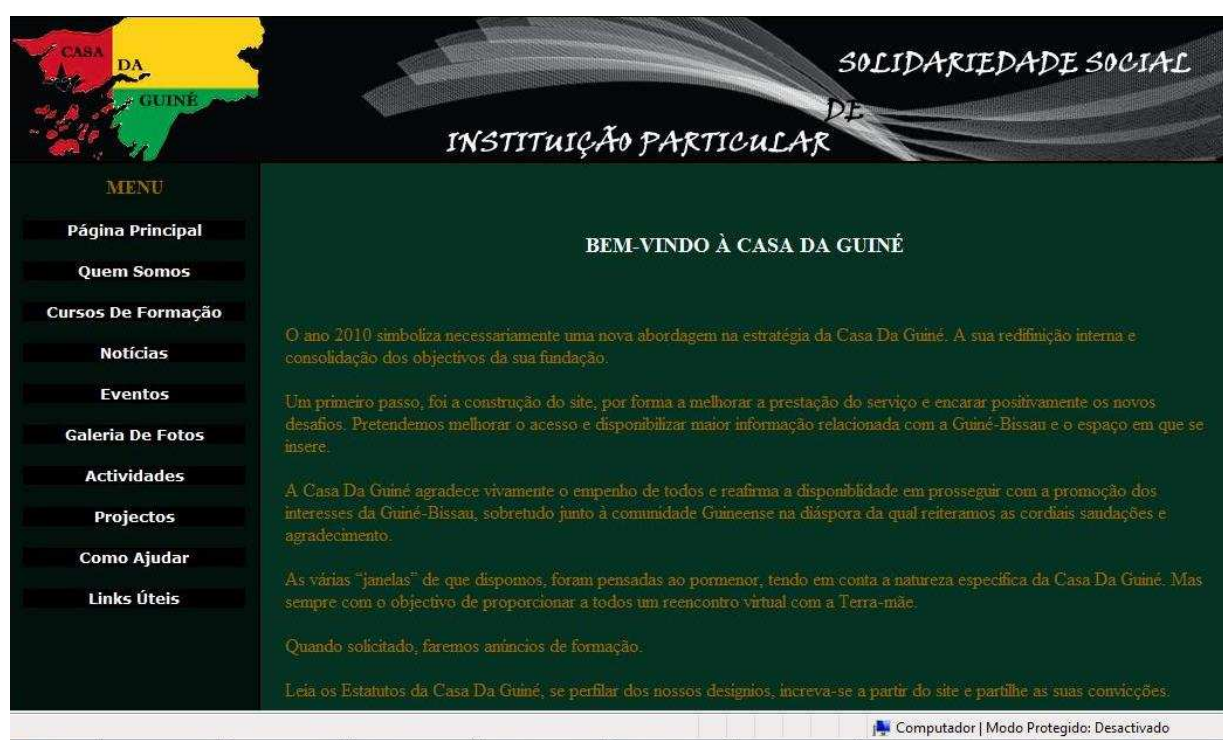 CASA
DA
GUINÉ
SOLIDARIEDADE SOCIAL
DE
INSTITUIÇÃO PARTICULAR
MENU
Página Principal
Quem Somos
Cursos De Formação
Notícias
Eventos
Galeria De Fotos
Actividades
Projectos
Como Ajudar
Links Úteis
BEM-VINDO À CASA DA GUINÉ
O ano 2010 simboliza necessariamente uma nova abordagem na estratégia da Casa Da Guiné. A sua redifinição interna e
consolidação dos objectivos da sua fundação.
Um primeiro passo, foi a construção do site, por forma a melhorar a prestação do serviço e encarar positivamente os novos
desafios. Pretendemos melhorar o acesso e disponibilizar maior informação relacionada com a Guiné-Bissau e o espaço em que se
insere.
A Casa Da Guiné agradece vivamente o empenho de todos e reafirma a disponiblidade em prosseguir com a promoção dos
interesses da Guiné-Bissau, sobretudo junto à comunidade Guineense na diáspora da qual reiteramos as cordiais saudações e
agradecimento.
As várias “janelas” de que dispomos, foram pensadas ao pormenor, tendo em conta a natureza especifica da Casa Da Guiné. Mas
sempre com o objectivo de proporcionar a todos um reencontro virtual com a Terra-mãe.
Quando solicitado, faremos anúncios de formação.
Leia os Estatutos da Casa Da Guiné, se perfilar dos nossos desígnios, increva-se a partir do site e partilhe as suas convicções.
Computador | Modo Protegido: Desactivado